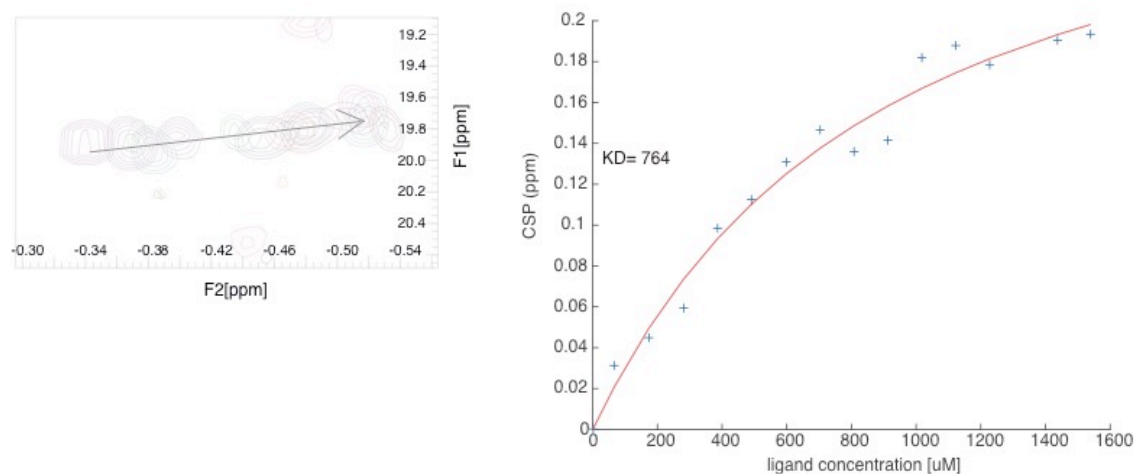 19.2
19.4
19.6
19.8
20.0
20.2
20.4
F1[ppm]
-0.30 -0.34 -0.38 -0.42 -0.46 -0.50 -0.54
F2[ppm]
0.2
0.18
0.16
0.14
0.12
0.1
0.08
0.06
0.04
0.02
0
CSP (ppm)
KD= 764
0 200 400 600 800 1000 1200 1400 1600
ligand concentration [uM]